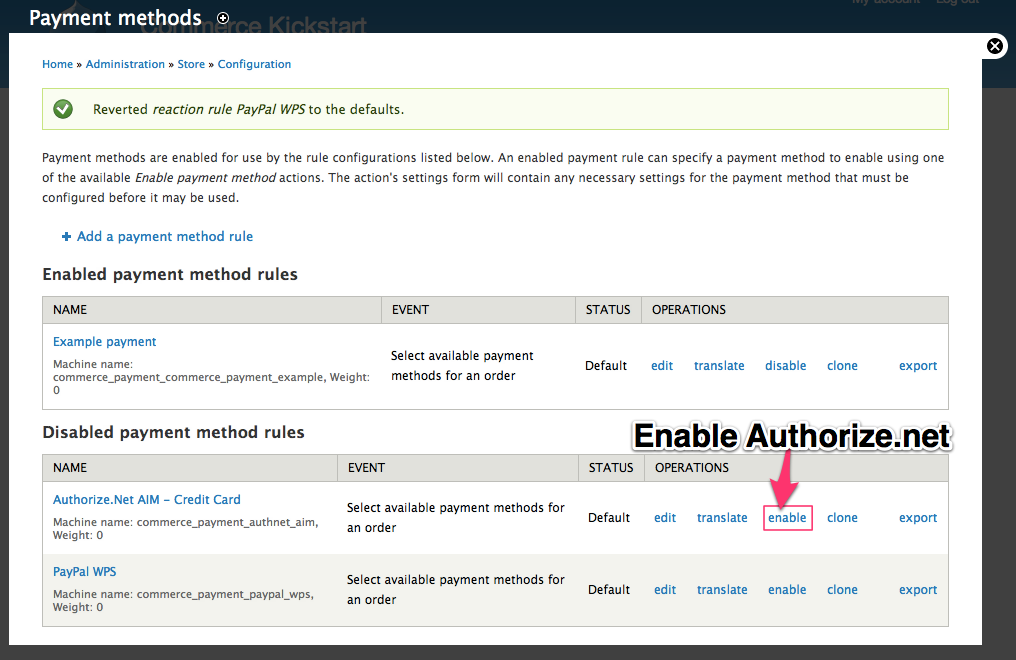 My account Log out
Payment methods
Commerce Kickstart
Home » Administration » Store » Configuration
Reverted reaction rule PayPal WPS to the defaults.
Payment methods are enabled for use by the rule configurations listed below. An enabled payment rule can specify a payment method to enable using one
of the available Enable payment method actions. The action's settings form will contain any necessary settings for the payment method that must be
configured before it may be used.
Add a payment method rule
Enabled payment method rules
NAME EVENT STATUS OPERATIONS
Example payment
Machine name:
commerce_payment_commerce_payment_example, Weight:
0
Select available payment
methods for an order
Default edit translate disable clone export
Disabled payment method rules
Enable Authorize.net
NAME EVENT STATUS OPERATIONS
Authorize.Net AIM – Credit Card
Machine name: commerce_payment_authnet_aim,
Weight: 0
Select available payment methods for
an order
Default edit translate enable clone export
PayPal WPS
Machine name: commerce_payment_paypal_wps,
Weight: 0
Select available payment methods for
an order
Default edit translate enable clone export